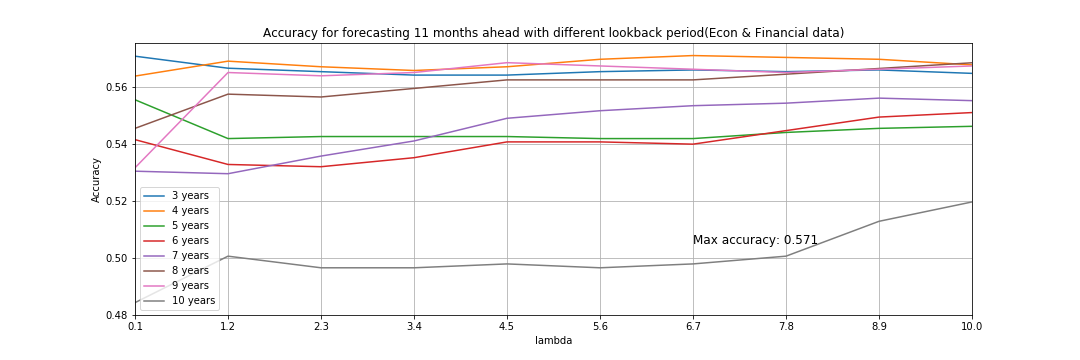 Accuracy for forecasting 11 months ahead with different lookback period(Econ & Financial data)
Accuracy
0.56
0.54
0.52
0.50
0.48
Max accuracy: 0.571
3 years
4 years
5 years
6 years
7 years
8 years
9 years
10 years
0.1 1.2 2.3 3.4 4.5 5.6 6.7 7.8 8.9 10.0
lambda